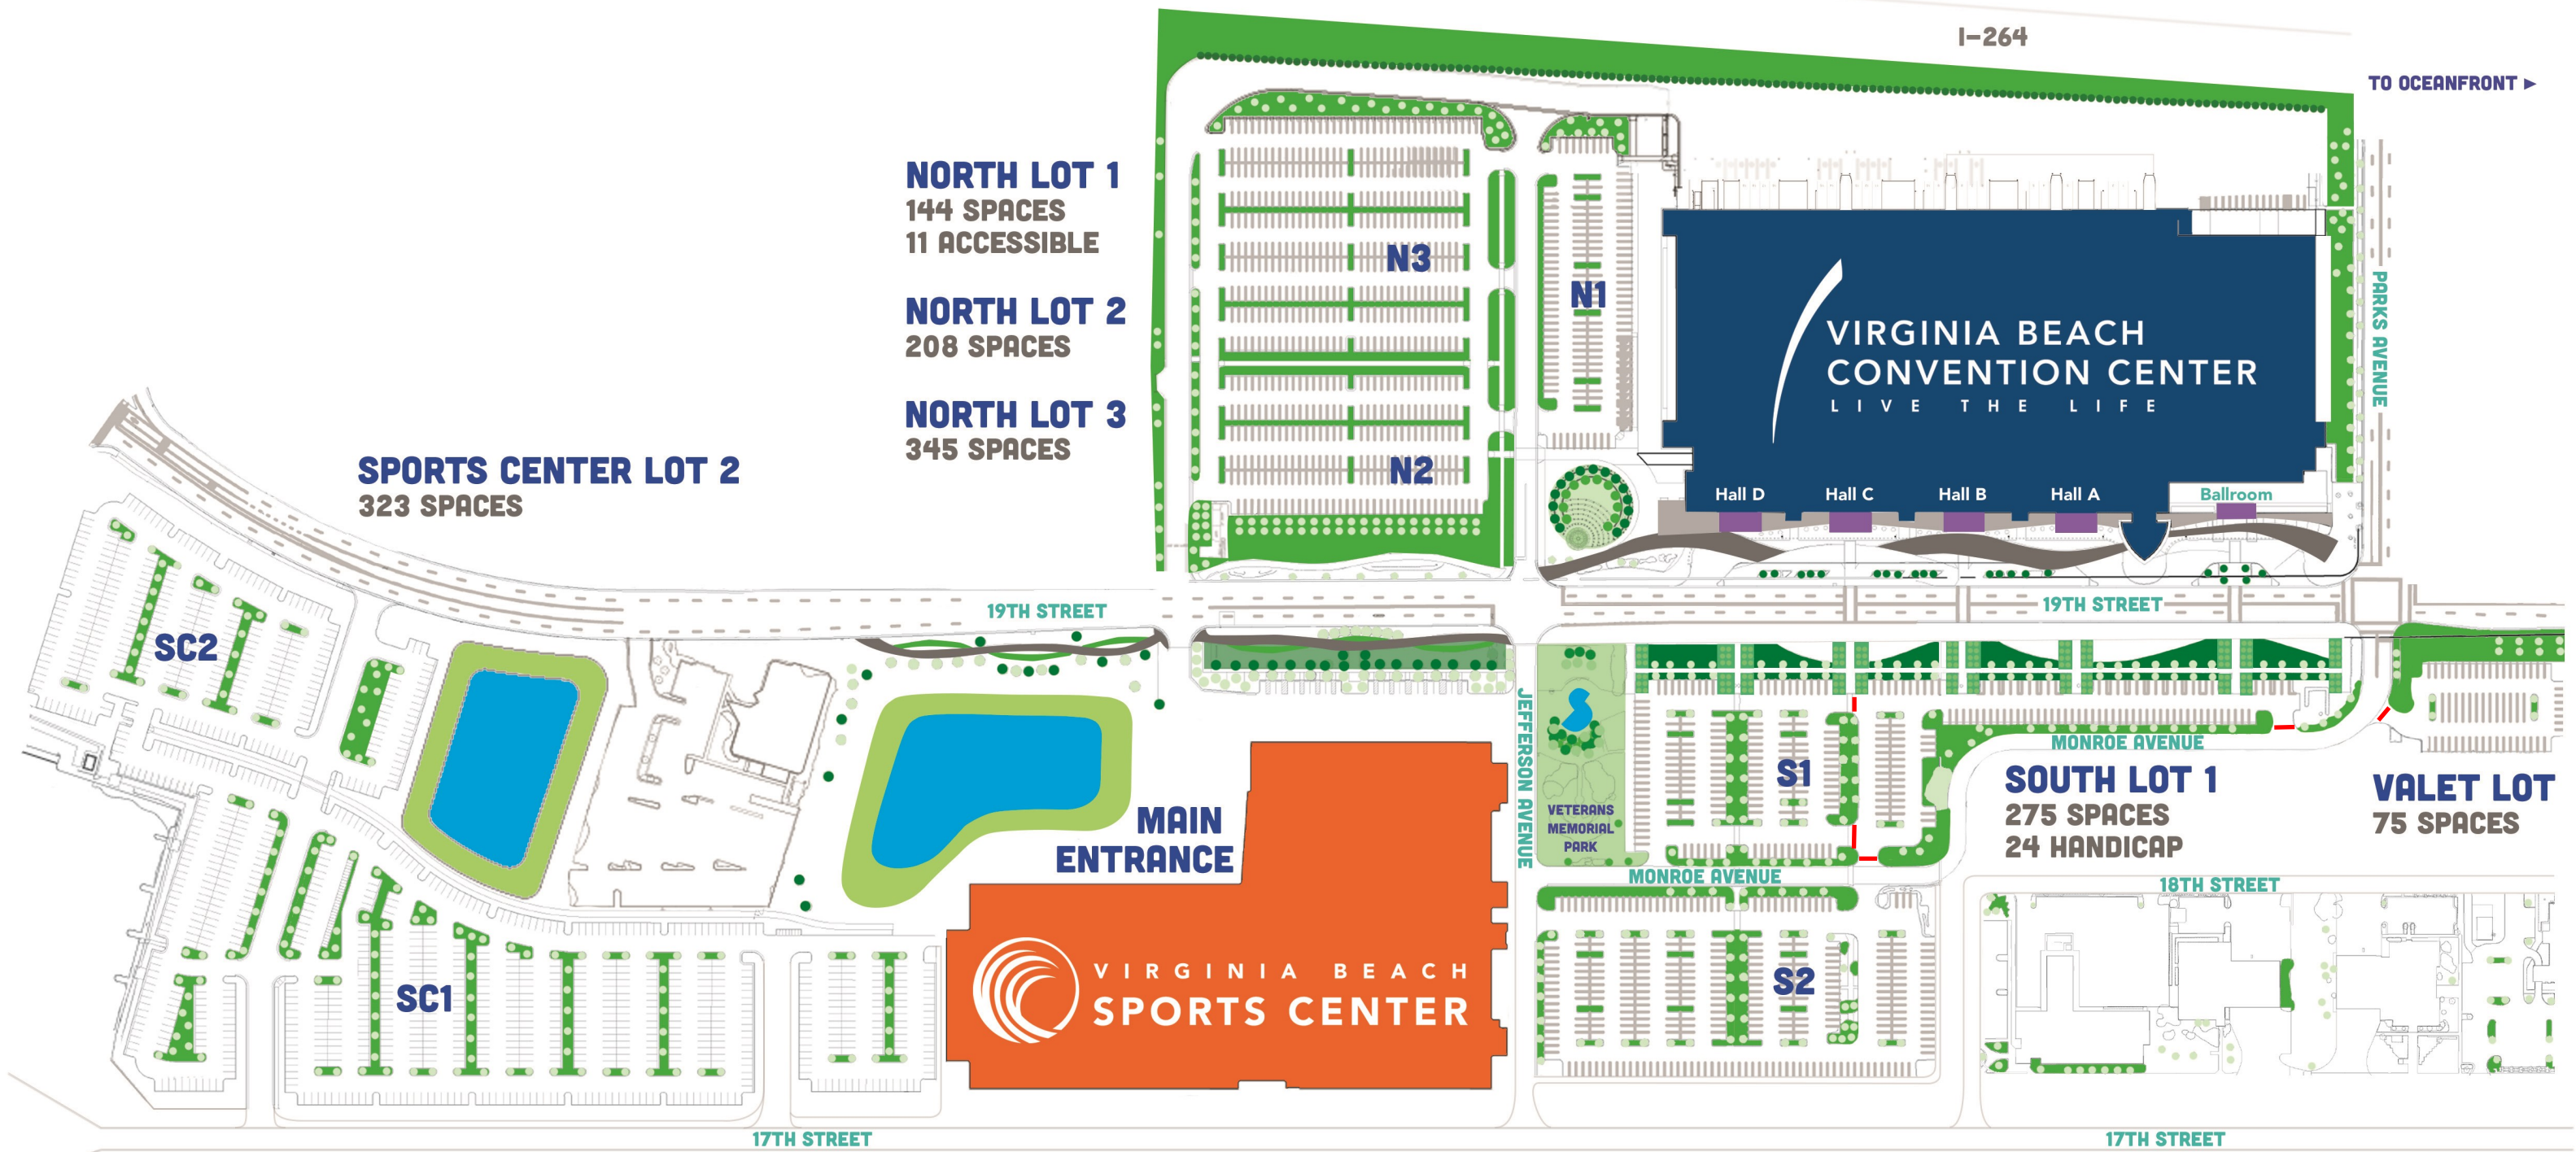 I-264
TO OCEANFRONT ►
NORTH LOT 1
144 SPACES
11 ACCESSIBLE
NORTH LOT 2
208 SPACES
NORTH LOT 3
345 SPACES
N3
N1
N2
VIRGINIA BEACH
CONVENTION CENTER
LIVE THE LIFE
PARKS AVENUE
Hall D
Hall C
Hall B
Hall A
Ballroom
SPORTS CENTER LOT 2
323 SPACES
19TH STREET
19TH STREET
SC2
JEFFERSON AVENUE
VETERANS
MEMORIAL
PARK
S1
MONROE AVENUE
SOUTH LOT 1
275 SPACES
24 HANDICAP
VALET LOT
75 SPACES
MAIN
ENTRANCE
MONROE AVENUE
18TH STREET
SC1
VIRGINIA BEACH
SPORTS CENTER
S2
17TH STREET
17TH STREET